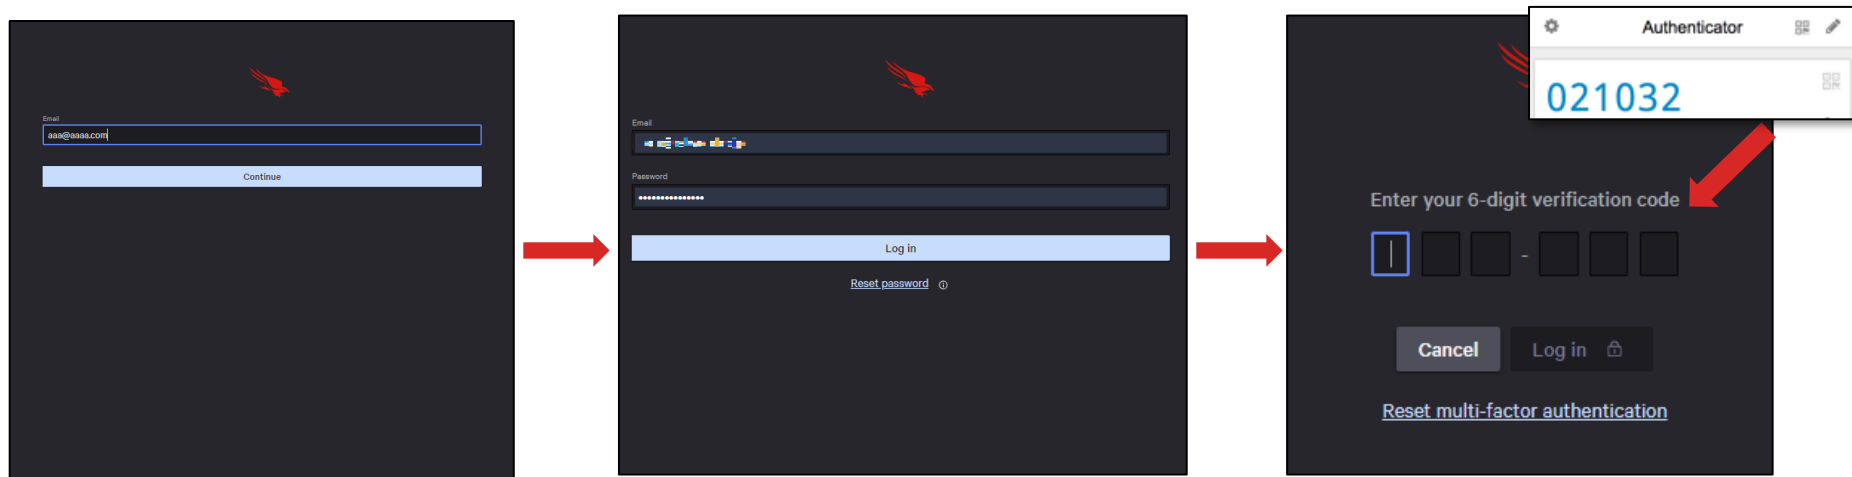 Email
aaa@aaaa.com
Continue
Email
Password
Log in
Reset password
Authenticator
021032
Enter your 6-digit verification code
-
Cancel
Log in
Reset multi-factor authentication